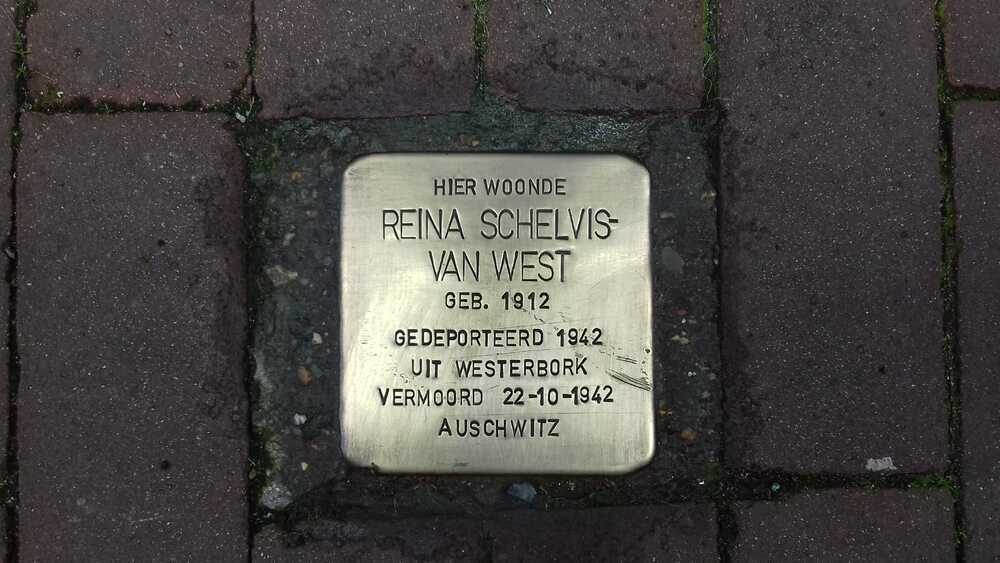 HIER WOONDE
REINA SCHELVIS-
VAN WEST
GEB. 1912
GEDEPORTEERD 1942
UIT WESTERBORK
VERMOORD 22-10-1942
AUSCHWITZ